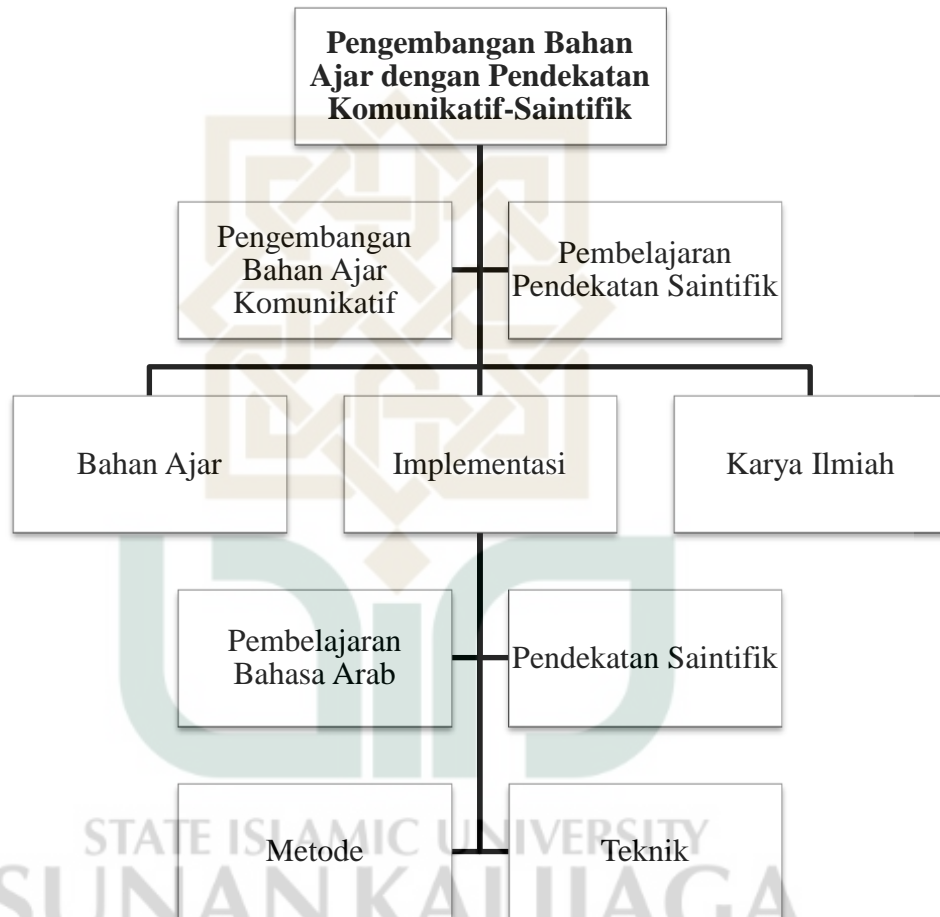 Pengembangan Bahan
Ajar dengan Pendekatan
Komunikatif-Saintifik
Pengembangan
Bahan Ajar
Komunikatif
Pembelajaran
Pendekatan Saintifik
Bahan Ajar
Implementasi
Karya Ilmiah
Pembelajaran
Bahasa Arab
Pendekatan Saintifik
Metode
Teknik
STATE ISLAMIC UNIVERSITY
SUNAN KALIJAGA